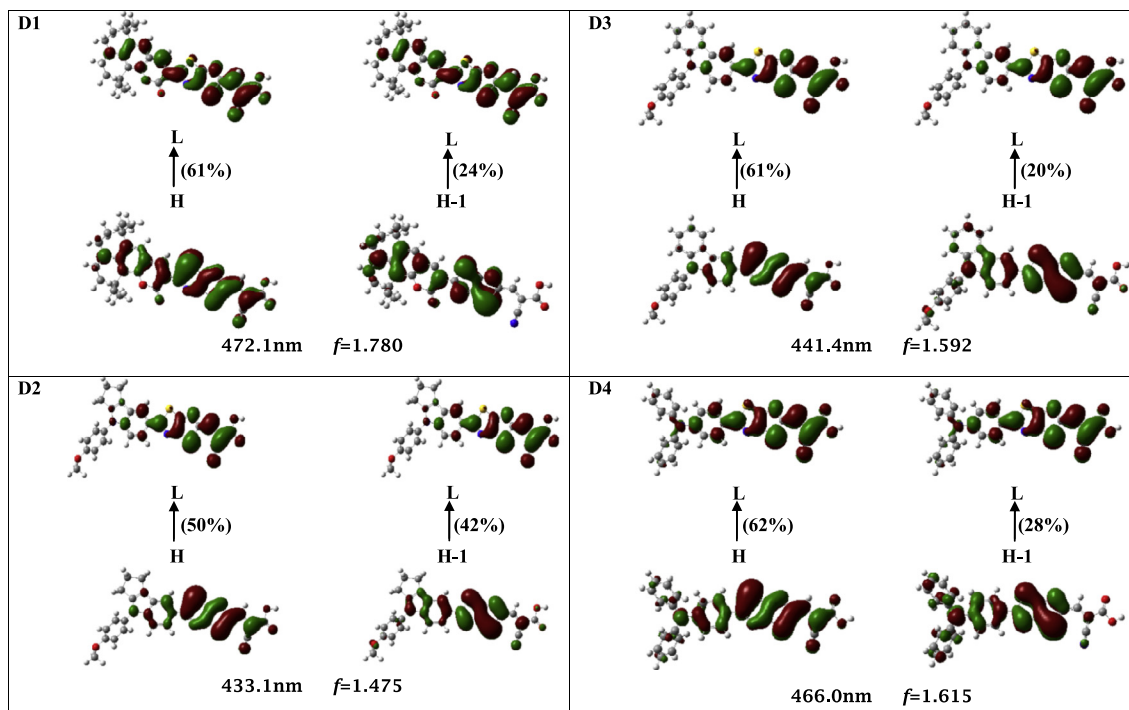 D1
L L
(61%) (24%)
H H-1
472.1nm f=1.780
D3
L L
(61%) (20%)
H H-1
441.4nm f=1.592
D2
L L
(50%) (42%)
H H-1
433.1nm f=1.475
D4
L L
(62%) (28%)
H H-1
466.0nm f=1.615